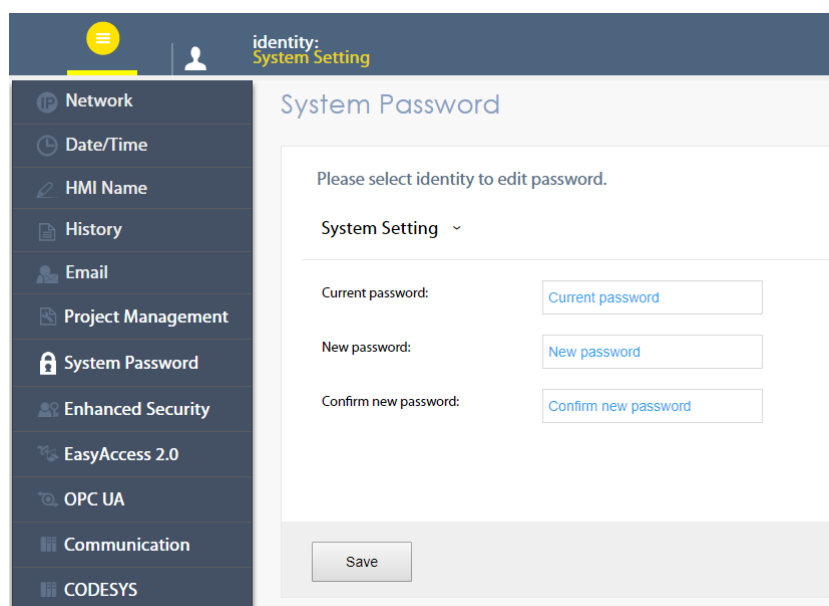 identity:
System Setting
Network
Date/Time
HMI Name
History
Email
Project Management
System Password
Enhanced Security
EasyAccess 2.0
OPC UA
Communication
CODESYS
System Password
Please select identity to edit password.
System Setting
Current password:
Current password
New password:
New password
Confirm new password:
Confirm new password
Save